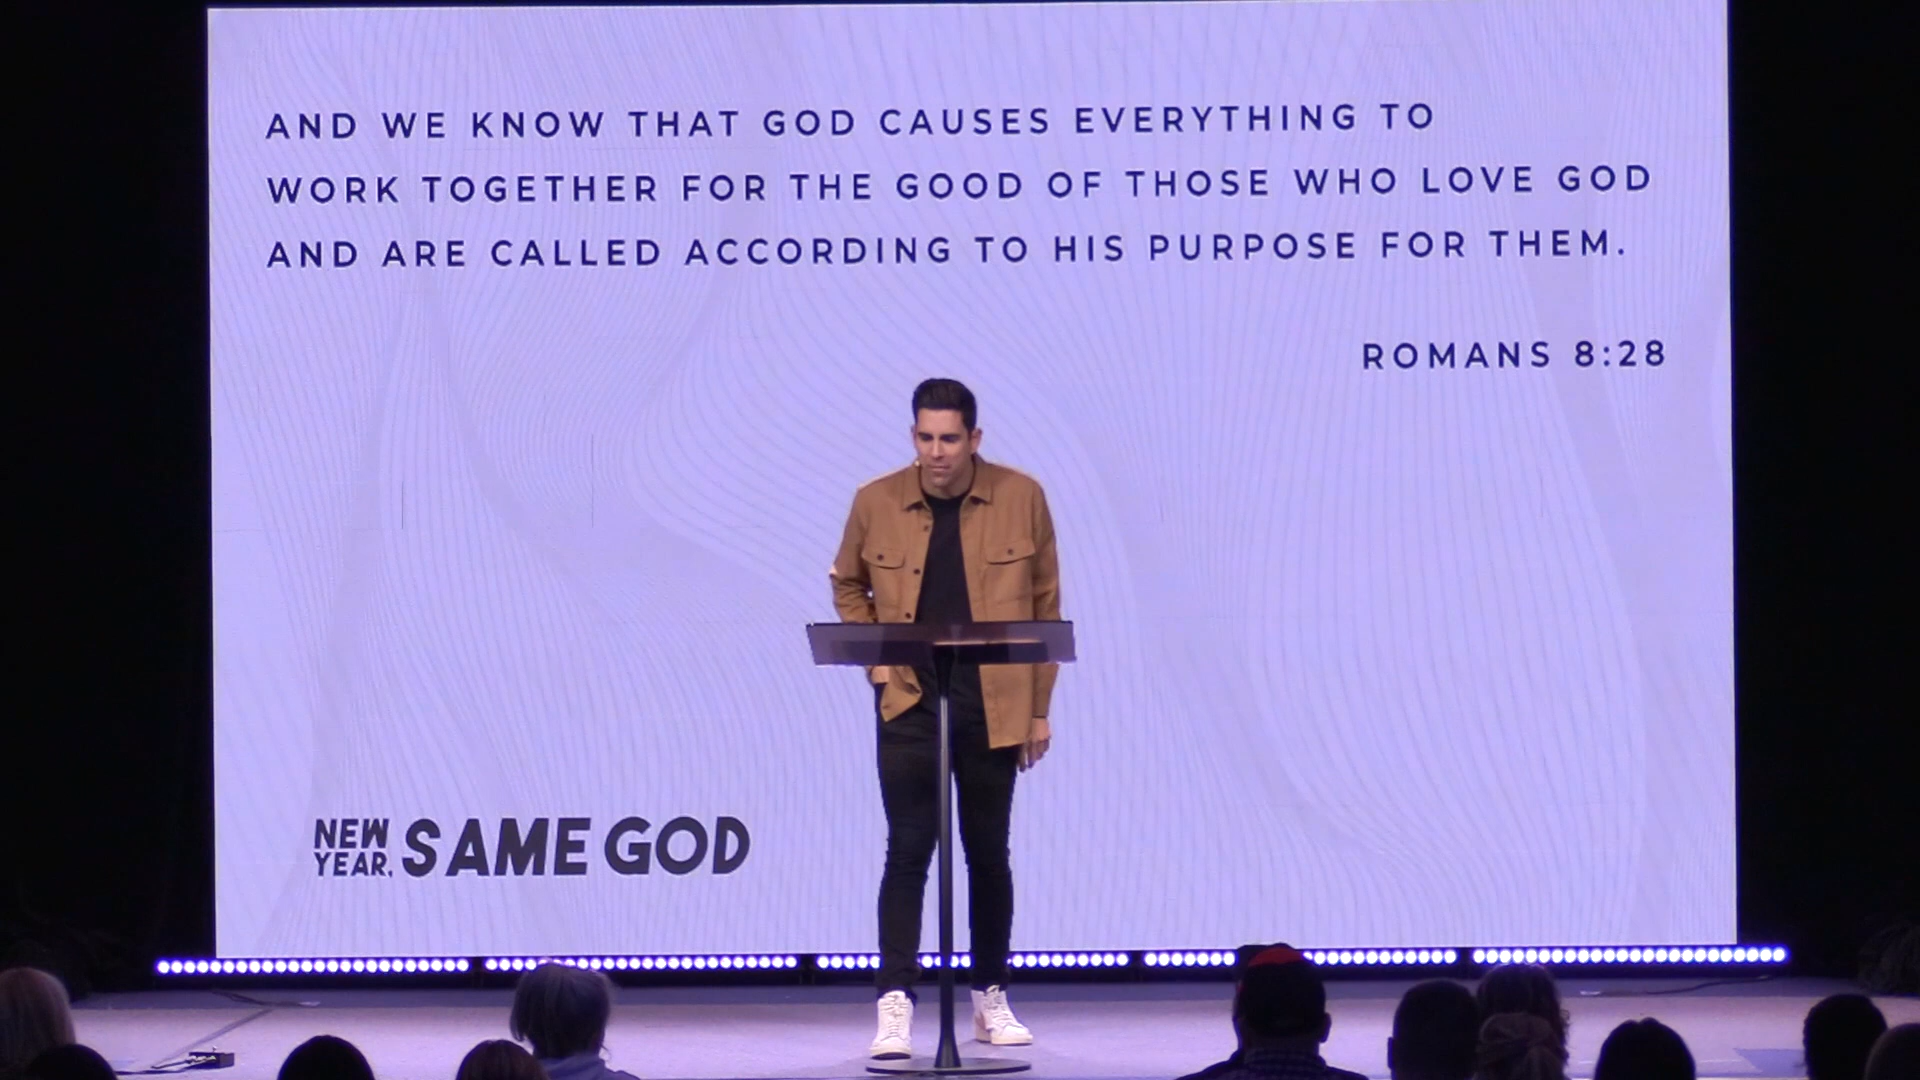 AND WE KNOW THAT GOD CAUSES EVERYTHING TO
WORK TOGETHER FOR THE GOOD OF THOSE WHO LOVE GOD
AND ARE CALLED ACCORDING TO HIS PURPOSE FOR THEM.
ROMANS 8:28
NEW
YEAR,
SAME GOD